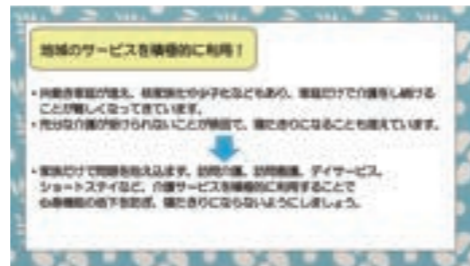 地域のサービスを積極的に利用！
・共働き家庭が増え、核家族化や少子化などもあり、家庭だけで介護をし続ける
ことが難しくなってきています。
・充分な介護が受けられないことが原因で、寝たきりになることも増えています。
・家族だけで問題を抱え込まず、訪問介護、訪問看護、デイサービス、
ショートステイなど、介護サービスを積極的に利用することで
心身機能の低下を防ぎ、寝たきりにならないようにしましょう。